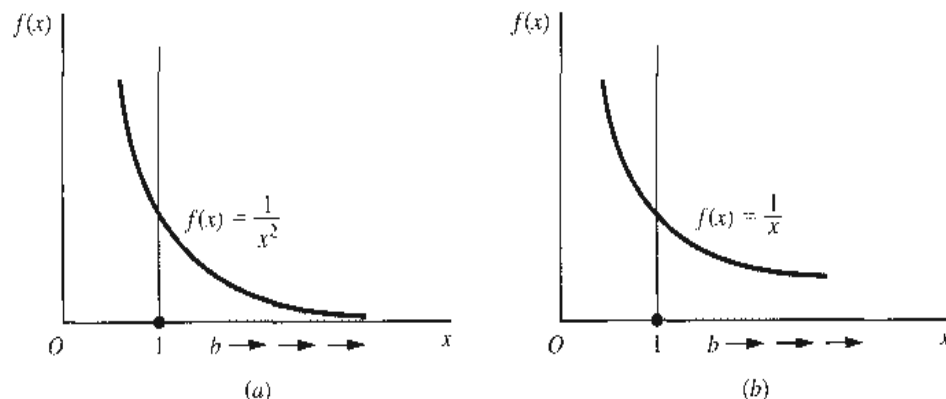 f(x)
f(x) = 1/x²
O 1 b x
(a)
f(x)
f(x) = 1/x
O 1 b x
(b)